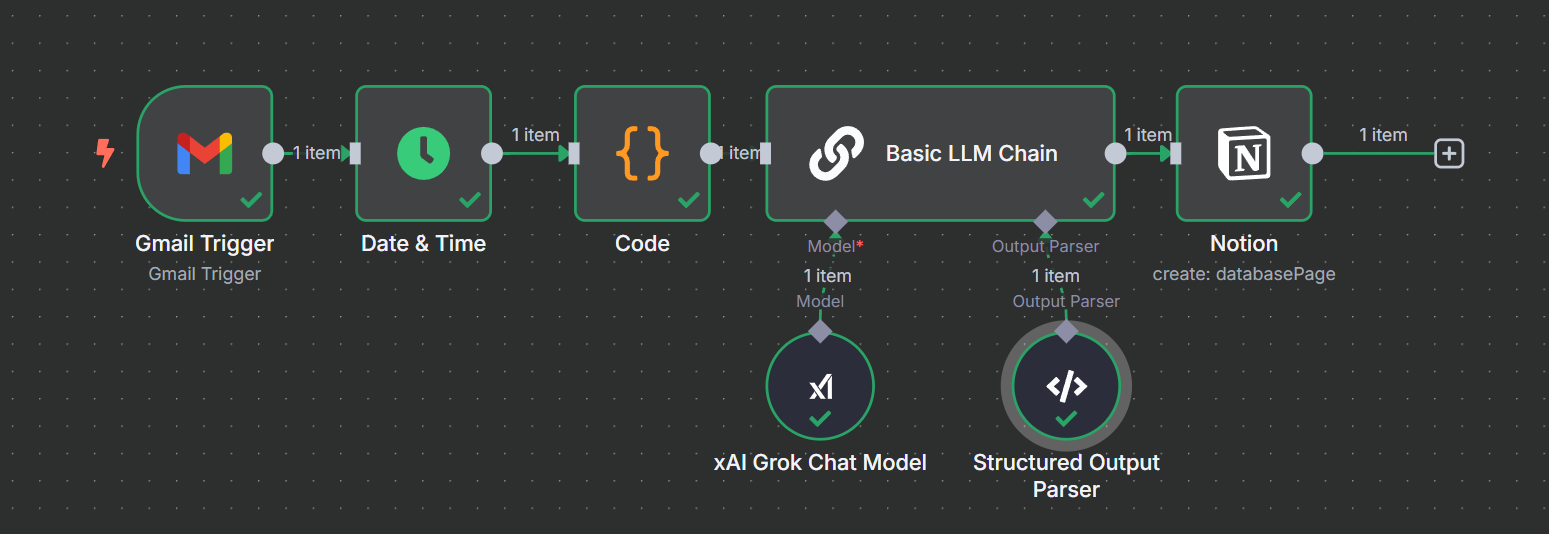 1 item
1 item
1 item
Basic LLM Chain
1 item
1 item
Gmail Trigger
Gmail Trigger
Date & Time
Code
Model*
Output Parser
Notion
create: databasePage
1 item
1 item
Model
Output Parser
xAI Grok Chat Model
Structured Output
Parser